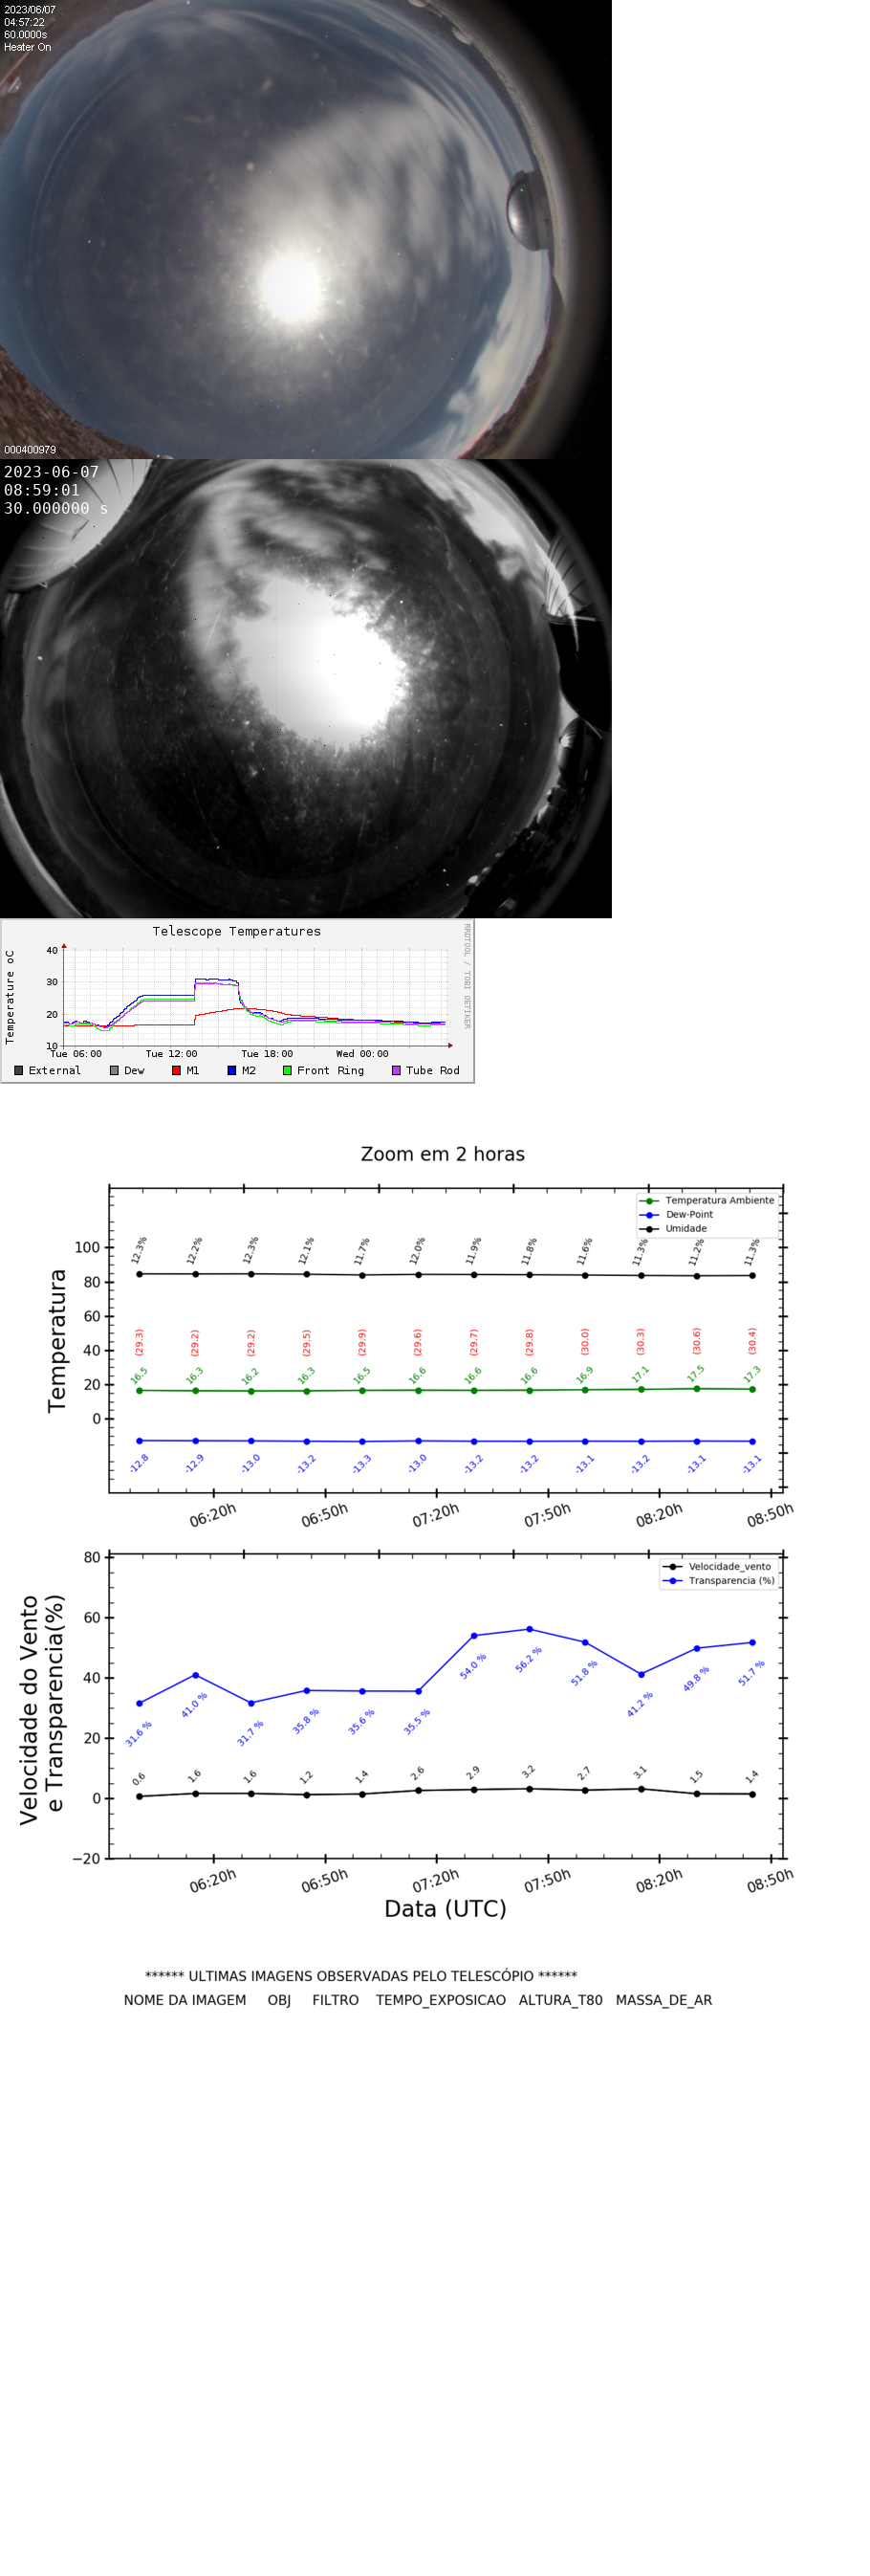 2023/06/07
04:57:22
60.0000s
Heater On
000400979
2023-06-07
08:59:01
30.000000 s
Telescope Temperatures
RRDTOOL / TOBI OETIKER
Temperature oC
40
30
20
10
Tue 06:00 Tue 12:00 Tue 18:00 Wed 00:00
External Dew M1 M2 Front Ring Tube Rod
Zoom em 2 horas
Temperatura Ambiente
Dew-Point
Umidade
Temperatura
100
80
60
40
20
0
12.3% 12.2% 12.3% 12.1% 11.7% 12.0% 11.9% 11.8% 11.6% 11.3% 11.2% 11.3%
(29.3) (29.2) (29.2) (29.5) (29.9) (29.6) (29.7) (29.8) (30.0) (30.3) (30.6) (30.4)
16.5 16.3 16.2 16.3 16.5 16.6 16.6 16.6 16.9 17.1 17.5 17.3
-12.8 -12.9 -13.0 -13.2 -13.3 -13.0 -13.2 -13.2 -13.1 -13.2 -13.1 -13.1
06:20h 06:50h 07:20h 07:50h 08:20h 08:50h
Velocidade_vento
Transparencia (%)
Velocidade do Vento
e Transparencia(%)
80
60
40
20
0
−20
31.6 % 41.0 % 31.7 % 35.8 % 35.6 % 35.5 % 54.0 % 56.2 % 51.8 % 41.2 % 49.8 % 51.7 %
0.6 1.6 1.6 1.2 1.4 2.6 2.9 3.2 2.7 3.1 1.5 1.4
06:20h 06:50h 07:20h 07:50h 08:20h 08:50h
Data (UTC)
****** ULTIMAS IMAGENS OBSERVADAS PELO TELESCÓPIO ******
NOME DA IMAGEM OBJ FILTRO TEMPO_EXPOSICAO ALTURA_T80 MASSA_DE_AR